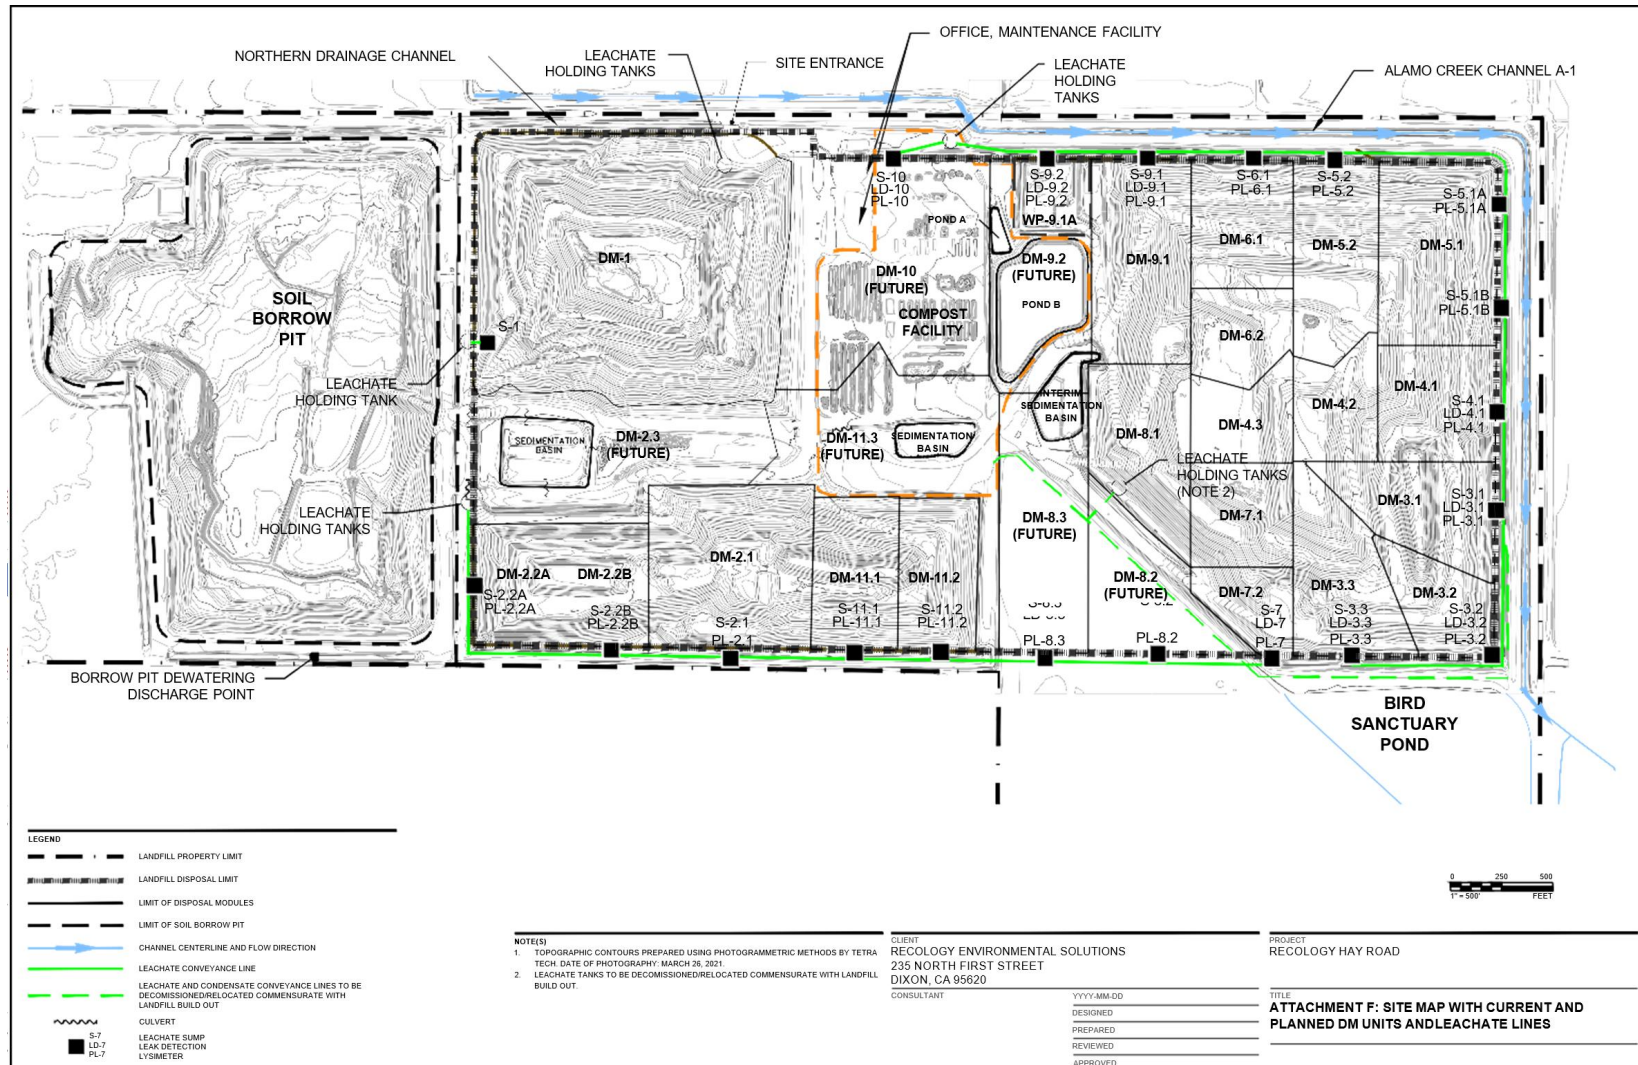 OFFICE, MAINTENANCE FACILITY
NORTHERN DRAINAGE CHANNEL
LEACHATE
HOLDING TANKS
SITE ENTRANCE
LEACHATE
HOLDING
TANKS
ALAMO CREEK CHANNEL A-1
S-10
LD-10
PL-10
S-9.2
LD-9.2
PL-9.2
WP-9.1A
S-9.1
LD-9.1
PL-9.1
S-6.1
PL-6.1
S-5.2
PL-5.2
S-5.1A
PL-5.1A
POND A
DM-1
DM-10
(FUTURE)
DM-9.2
(FUTURE)
DM-9.1
DM-6.1
DM-5.2
DM-5.1
SOIL
BORROW
PIT
COMPOST
FACILITY
POND B
S-5.1B
PL-5.1B
S-1
DM-6.2
LEACHATE
HOLDING TANK
INTERIM
SEDIMENTATION
BASIN
DM-4.2
DM-4.1
S-4.1
LD-4.1
PL-4.1
SEDIMENTATION
BASIN
DM-2.3
(FUTURE)
DM-11.3
(FUTURE)
SEDIMENTATION
BASIN
DM-8.1
DM-4.3
LEACHATE
HOLDING TANKS
(NOTE 2)
LEACHATE
HOLDING TANKS
DM-8.3
(FUTURE)
DM-7.1
DM-3.1
S-3.1
LD-3.1
PL-3.1
DM-2.2A
DM-2.2B
DM-2.1
DM-11.1
DM-11.2
DM-8.2
(FUTURE)
DM-7.2
DM-3.3
DM-3.2
S-2.2A
PL-2.2A
S-2.2B
PL-2.2B
S-2.1
PL-2.1
S-11.1
PL-11.1
S-11.2
PL-11.2
PL-8.3
PL-8.2
S-7
LD-7
PL-7
S-3.3
LD-3.3
PL-3.3
S-3.2
LD-3.2
PL-3.2
BORROW PIT DEWATERING
DISCHARGE POINT
BIRD
SANCTUARY
POND
LEGEND
LANDFILL PROPERTY LIMIT
LANDFILL DISPOSAL LIMIT
LIMIT OF DISPOSAL MODULES
LIMIT OF SOIL BORROW PIT
CHANNEL CENTERLINE AND FLOW DIRECTION
LEACHATE CONVEYANCE LINE
LEACHATE AND CONDENSATE CONVEYANCE LINES TO BE
DECOMISSIONED/RELOCATED COMMENSURATE WITH
LANDFILL BUILD OUT
CULVERT
S-7 LEACHATE SUMP
LD-7 LEAK DETECTION
PL-7 LYSIMETER
0 250 500
1" = 500' FEET
NOTE(S)
1. TOPOGRAPHIC CONTOURS PREPARED USING PHOTOGRAMMETRIC METHODS BY TETRA
TECH. DATE OF PHOTOGRAPHY: MARCH 26, 2021.
2. LEACHATE TANKS TO BE DECOMISSIONED/RELOCATED COMMENSURATE WITH LANDFILL
BUILD OUT.
CLIENT
RECOLOGY ENVIRONMENTAL SOLUTIONS
235 NORTH FIRST STREET
DIXON, CA 95620
CONSULTANT
YYYY-MM-DD
DESIGNED
PREPARED
REVIEWED
APPROVED
PROJECT
RECOLOGY HAY ROAD
TITLE
ATTACHMENT F: SITE MAP WITH CURRENT AND
PLANNED DM UNITS ANDLEACHATE LINES